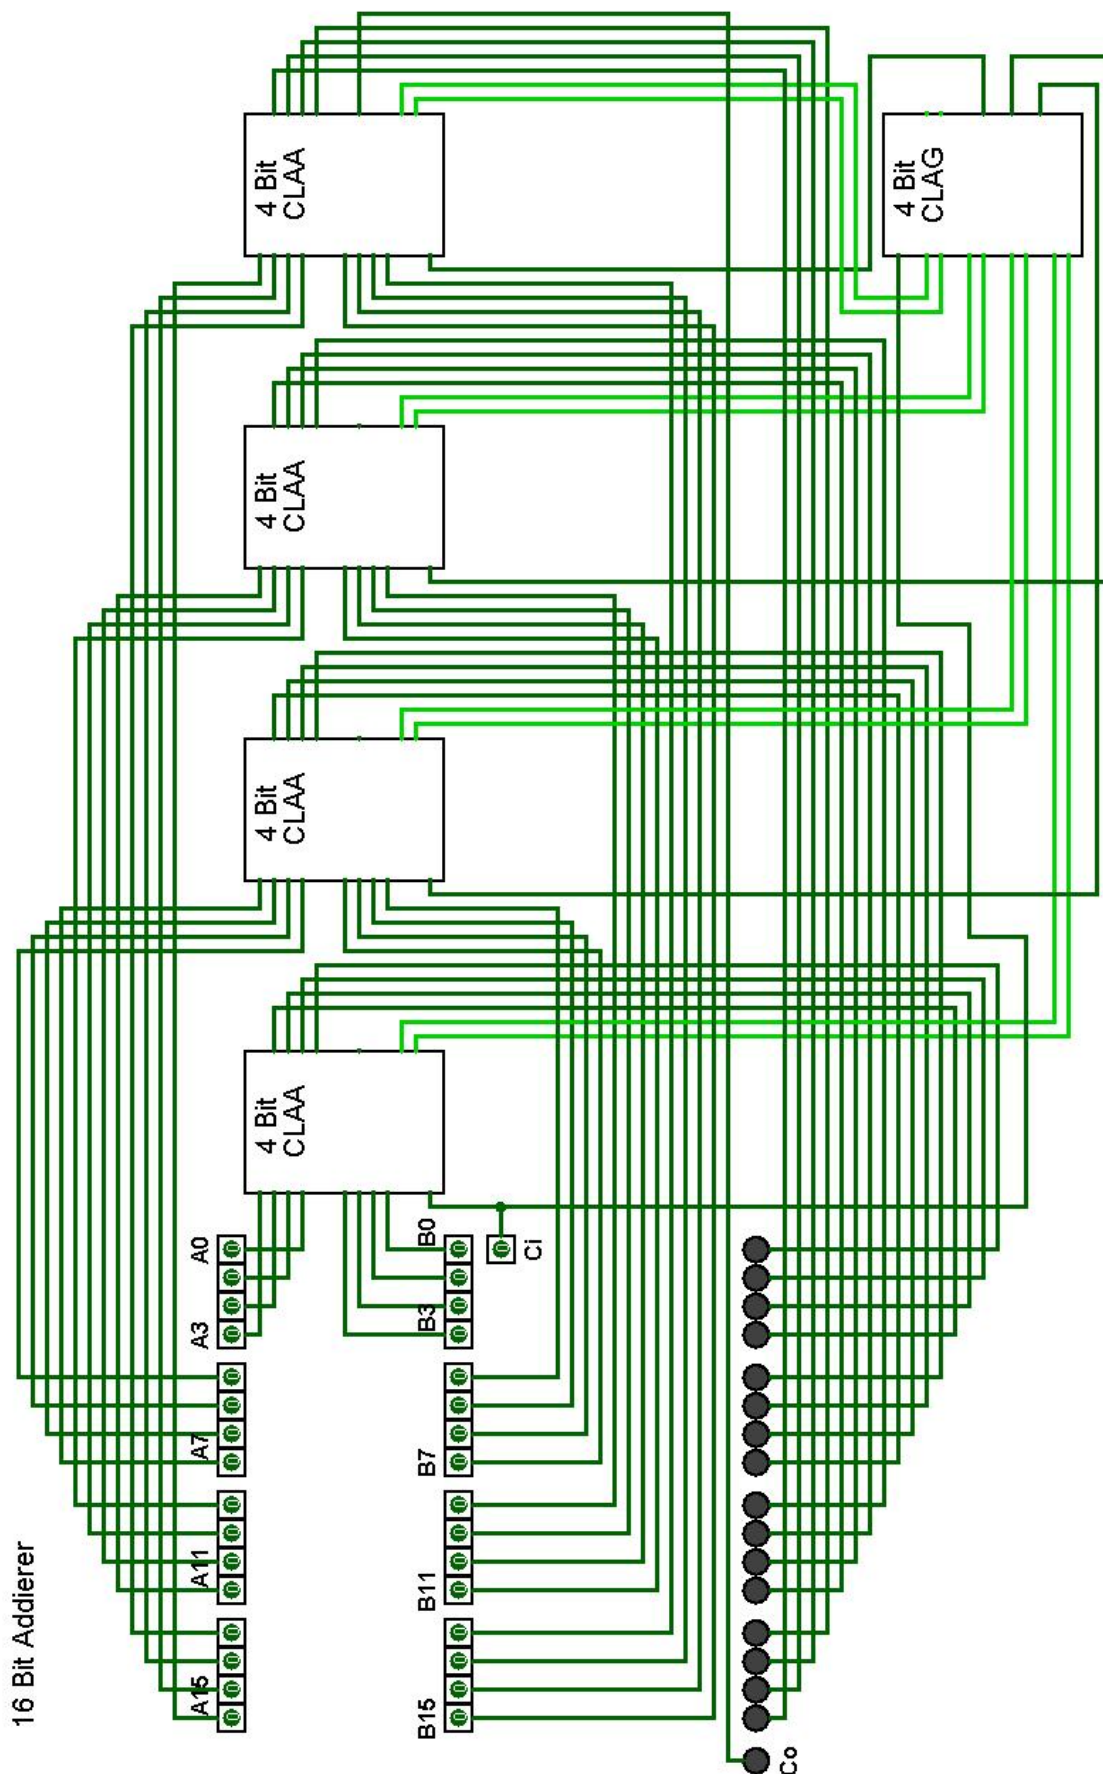 16 Bit Addierer
A15
A11
A7
A3
A0
4 Bit
CLAA
4 Bit
CLAA
4 Bit
CLAA
4 Bit
CLAA
B15
B11
B7
B3
B0
Ci
Co
4 Bit
CLAG